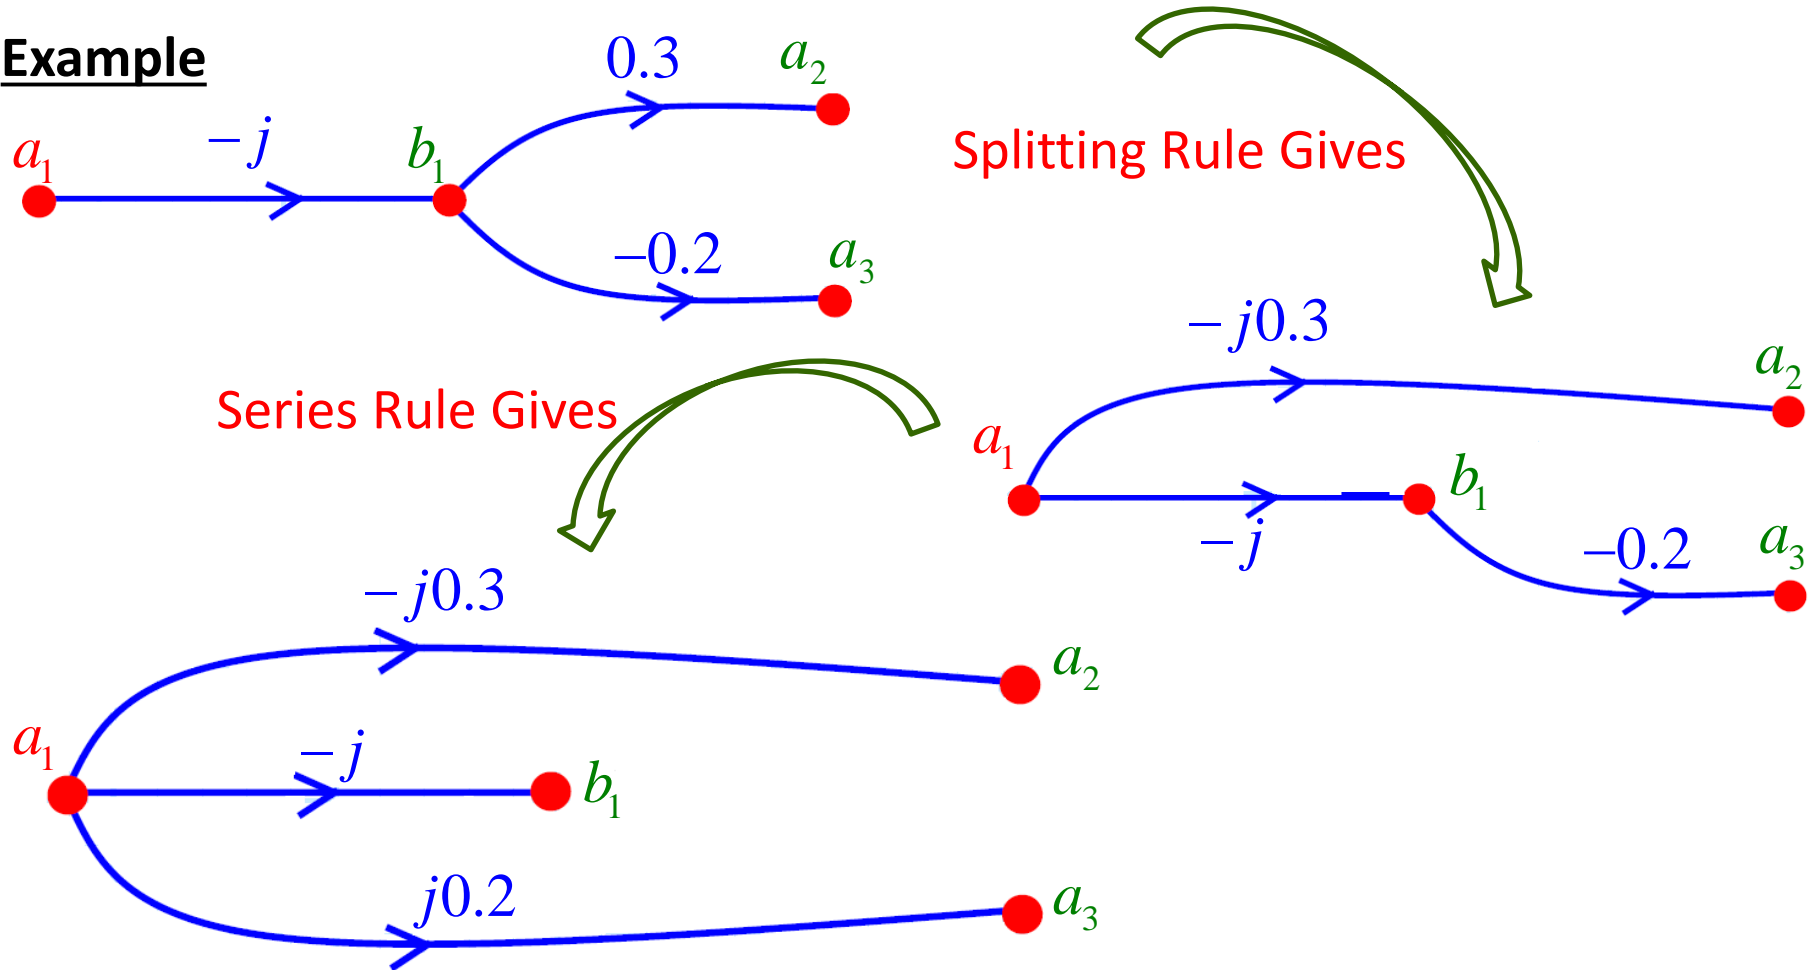 Example
0.3
a₂
−j
a₁
b₁
Splitting Rule Gives
−0.2
a₃
−j0.3
a₂
Series Rule Gives
a₁
b₁
−j
−0.2
a₃
−j0.3
a₂
a₁
−j
b₁
j0.2
a₃